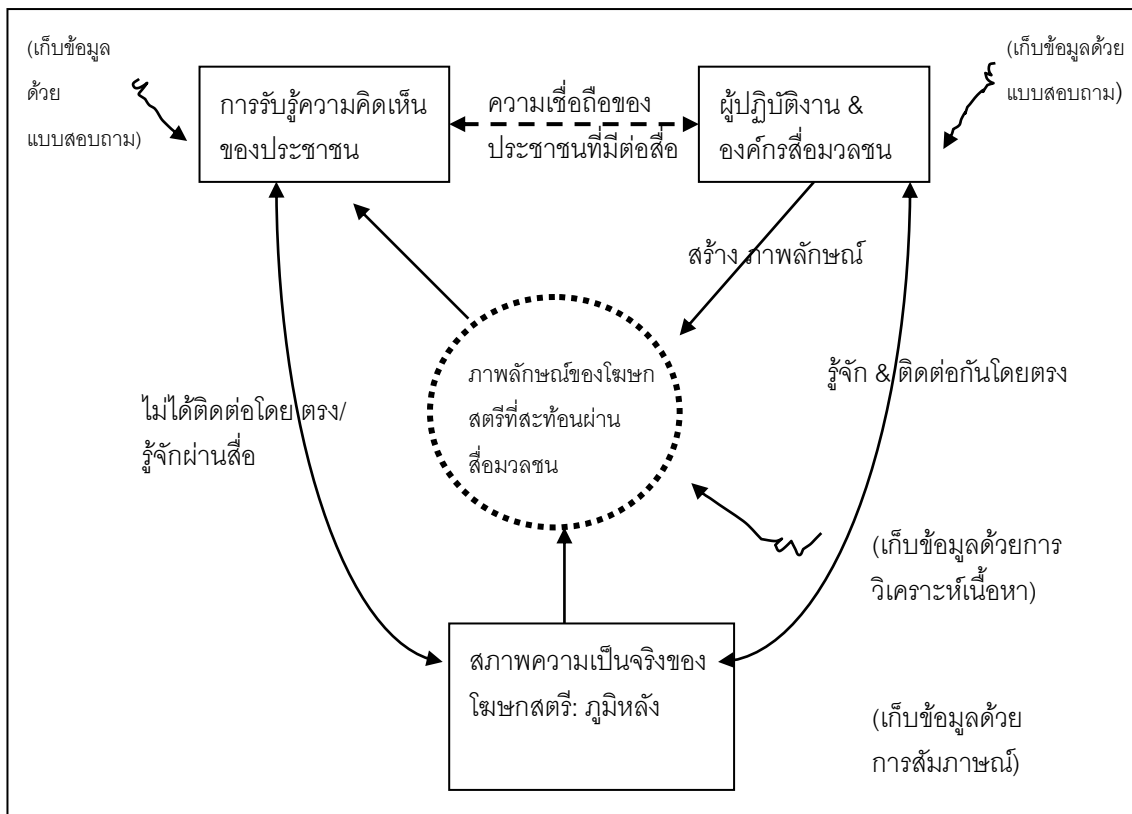 (เก็บข้อมูล
ด้วย
แบบสอบถาม)
การรับรู้ความคิดเห็น
ของประชาชน
ความเชื่อถือของ
ประชาชนที่มีต่อสื่อ
ผู้ปฏิบัติงาน &
องค์กรสื่อมวลชน
(เก็บข้อมูลด้วย
แบบสอบถาม)
สร้าง ภาพลักษณ์
ภาพลักษณ์ของโฆษก
สตรีที่สะท้อนผ่าน
สื่อมวลชน
รู้จัก & ติดต่อกันโดยตรง
ไม่ได้ติดต่อโดย ตรง/
รู้จักผ่านสื่อ
(เก็บข้อมูลด้วยการ
วิเคราะห์เนื้อหา)
สภาพความเป็นจริงของ
โฆษกสตรี: ภูมิหลัง
(เก็บข้อมูลด้วย
การสัมภาษณ์)